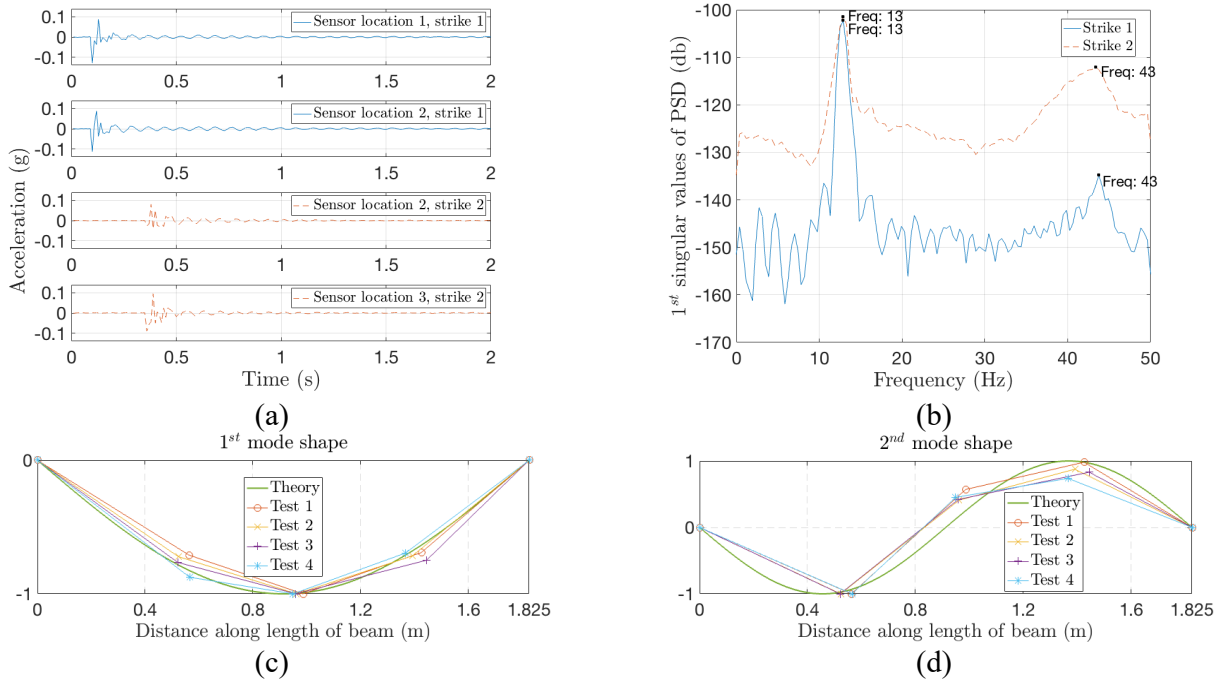 Acceleration (g)
0.1
0
-0.1
Sensor location 1, strike 1
0 0.5 1 1.5 2
0.1
0
-0.1
Sensor location 2, strike 1
0 0.5 1 1.5 2
0.1
0
-0.1
Sensor location 2, strike 2
0 0.5 1 1.5 2
0.1
0
-0.1
Sensor location 3, strike 2
0 0.5 1 1.5 2
Time (s)
(a)
1st singular values of PSD (db)
-100
-110
-120
-130
-140
-150
-160
-170
Freq: 13
Freq: 13
Strike 1
Strike 2
Freq: 43
Freq: 43
0 10 20 30 40 50
Frequency (Hz)
(b)
1st mode shape
0
-1
Theory
Test 1
Test 2
Test 3
Test 4
0 0.4 0.8 1.2 1.6 1.825
Distance along length of beam (m)
(c)
2nd mode shape
1
0
-1
Theory
Test 1
Test 2
Test 3
Test 4
0 0.4 0.8 1.2 1.6 1.825
Distance along length of beam (m)
(d)